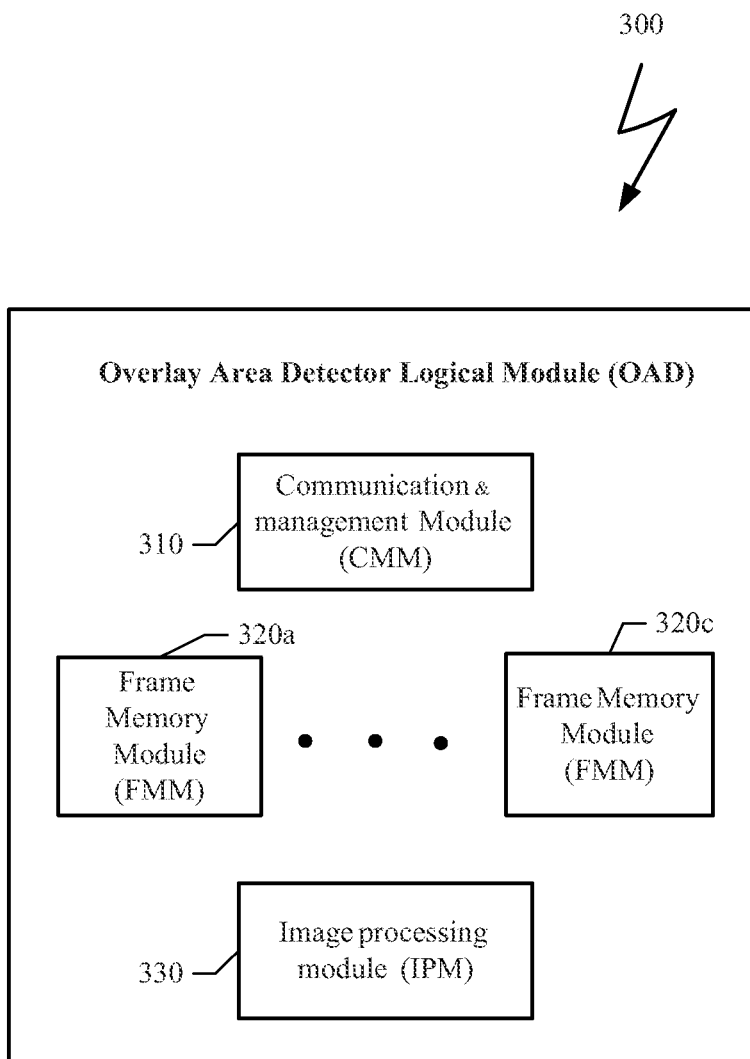 300
Overlay Area Detector Logical Module (OAD)
Communication &
management Module
(CMM)
310
320a
320c
Frame
Memory
Module
(FMM)
Frame Memory
Module
(FMM)
Image processing
module (IPM)
330